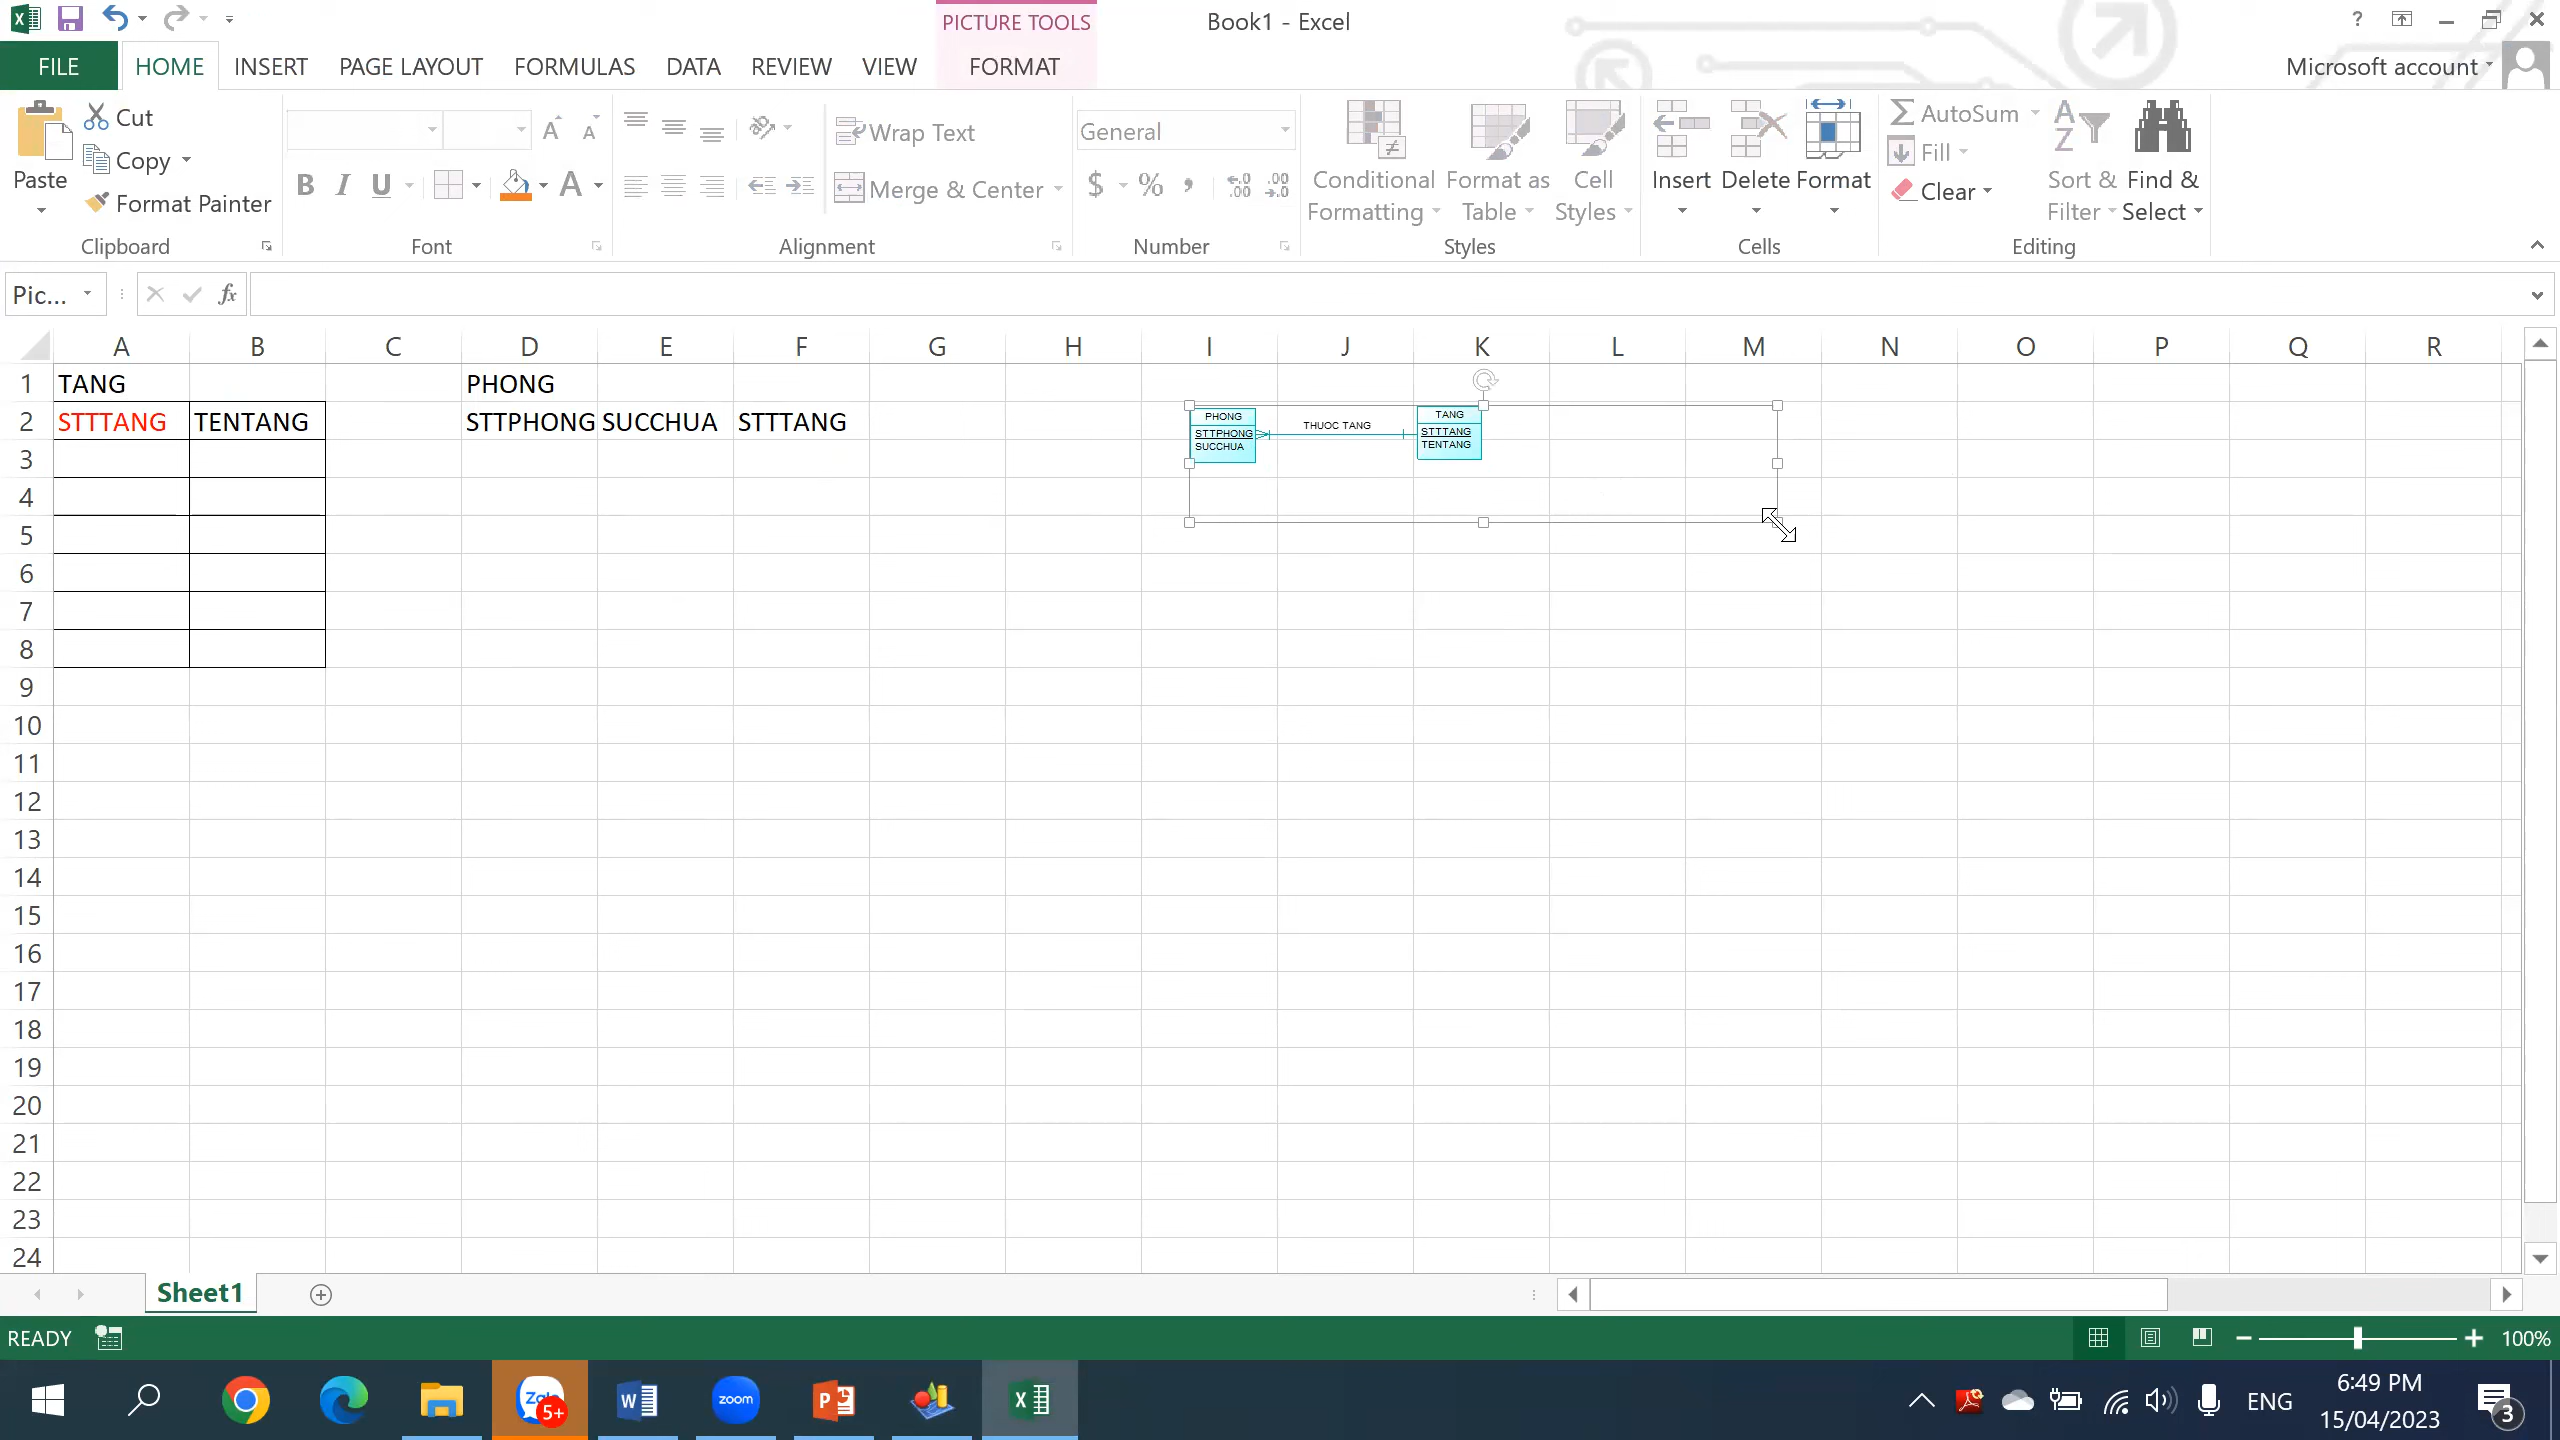 PICTURE TOOLS
Book1 - Excel
?
FILE
HOME
INSERT
PAGE LAYOUT
FORMULAS
DATA
REVIEW
VIEW
FORMAT
Microsoft account
Paste
Cut
Copy
Format Painter
Clipboard
B I U
A A
A
Font
Wrap Text
Merge & Center
Alignment
General
$ % ,
Number
Conditional Formatting
Format as Table
Cell Styles
Styles
Insert
Delete
Format
Cells
AutoSum
Fill
Clear
Sort & Filter
Find & Select
Editing
Pic...
fx
A B C D E F G H I J K L M N O P Q R
1 TANG PHONG
2 STTTANG TENTANG STTPHONG SUCCHUA STTTANG
PHONG
STTPHONG
SUCCHUA
THUOC TANG
TANG
STTTANG
TENTANG
3
4
5
6
7
8
9
10
11
12
13
14
15
16
17
18
19
20
21
22
23
24
Sheet1
READY
100%
Zalo
5+
zoom
ENG
6:49 PM
15/04/2023
3